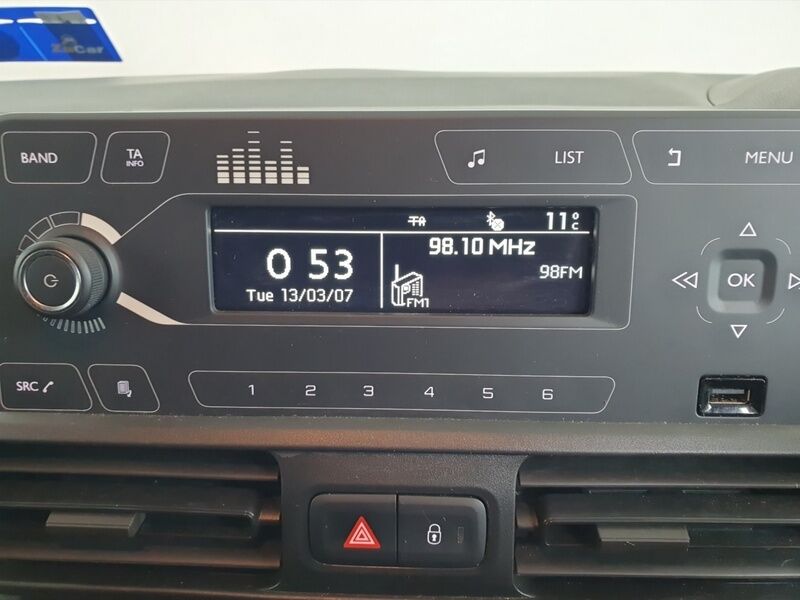 ZuCar
BAND
TA
INFO
LIST
MENU
TA
11°C
0 53
98.10 MHz
98FM
Tue 13/03/07
FM1
OK
SRC
1 2 3 4 5 6